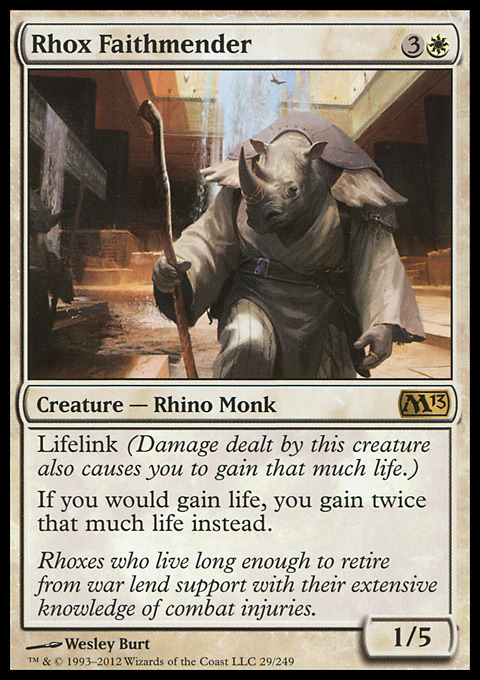 Rhox Faithmender 3
Creature — Rhino Monk M13
Lifelink (Damage dealt by this creature
also causes you to gain that much life.)
If you would gain life, you gain twice
that much life instead.
Rhoxes who live long enough to retire
from war lend support with their extensive
knowledge of combat injuries.
Wesley Burt
1/5
™ & © 1993–2012 Wizards of the Coast LLC 29/249